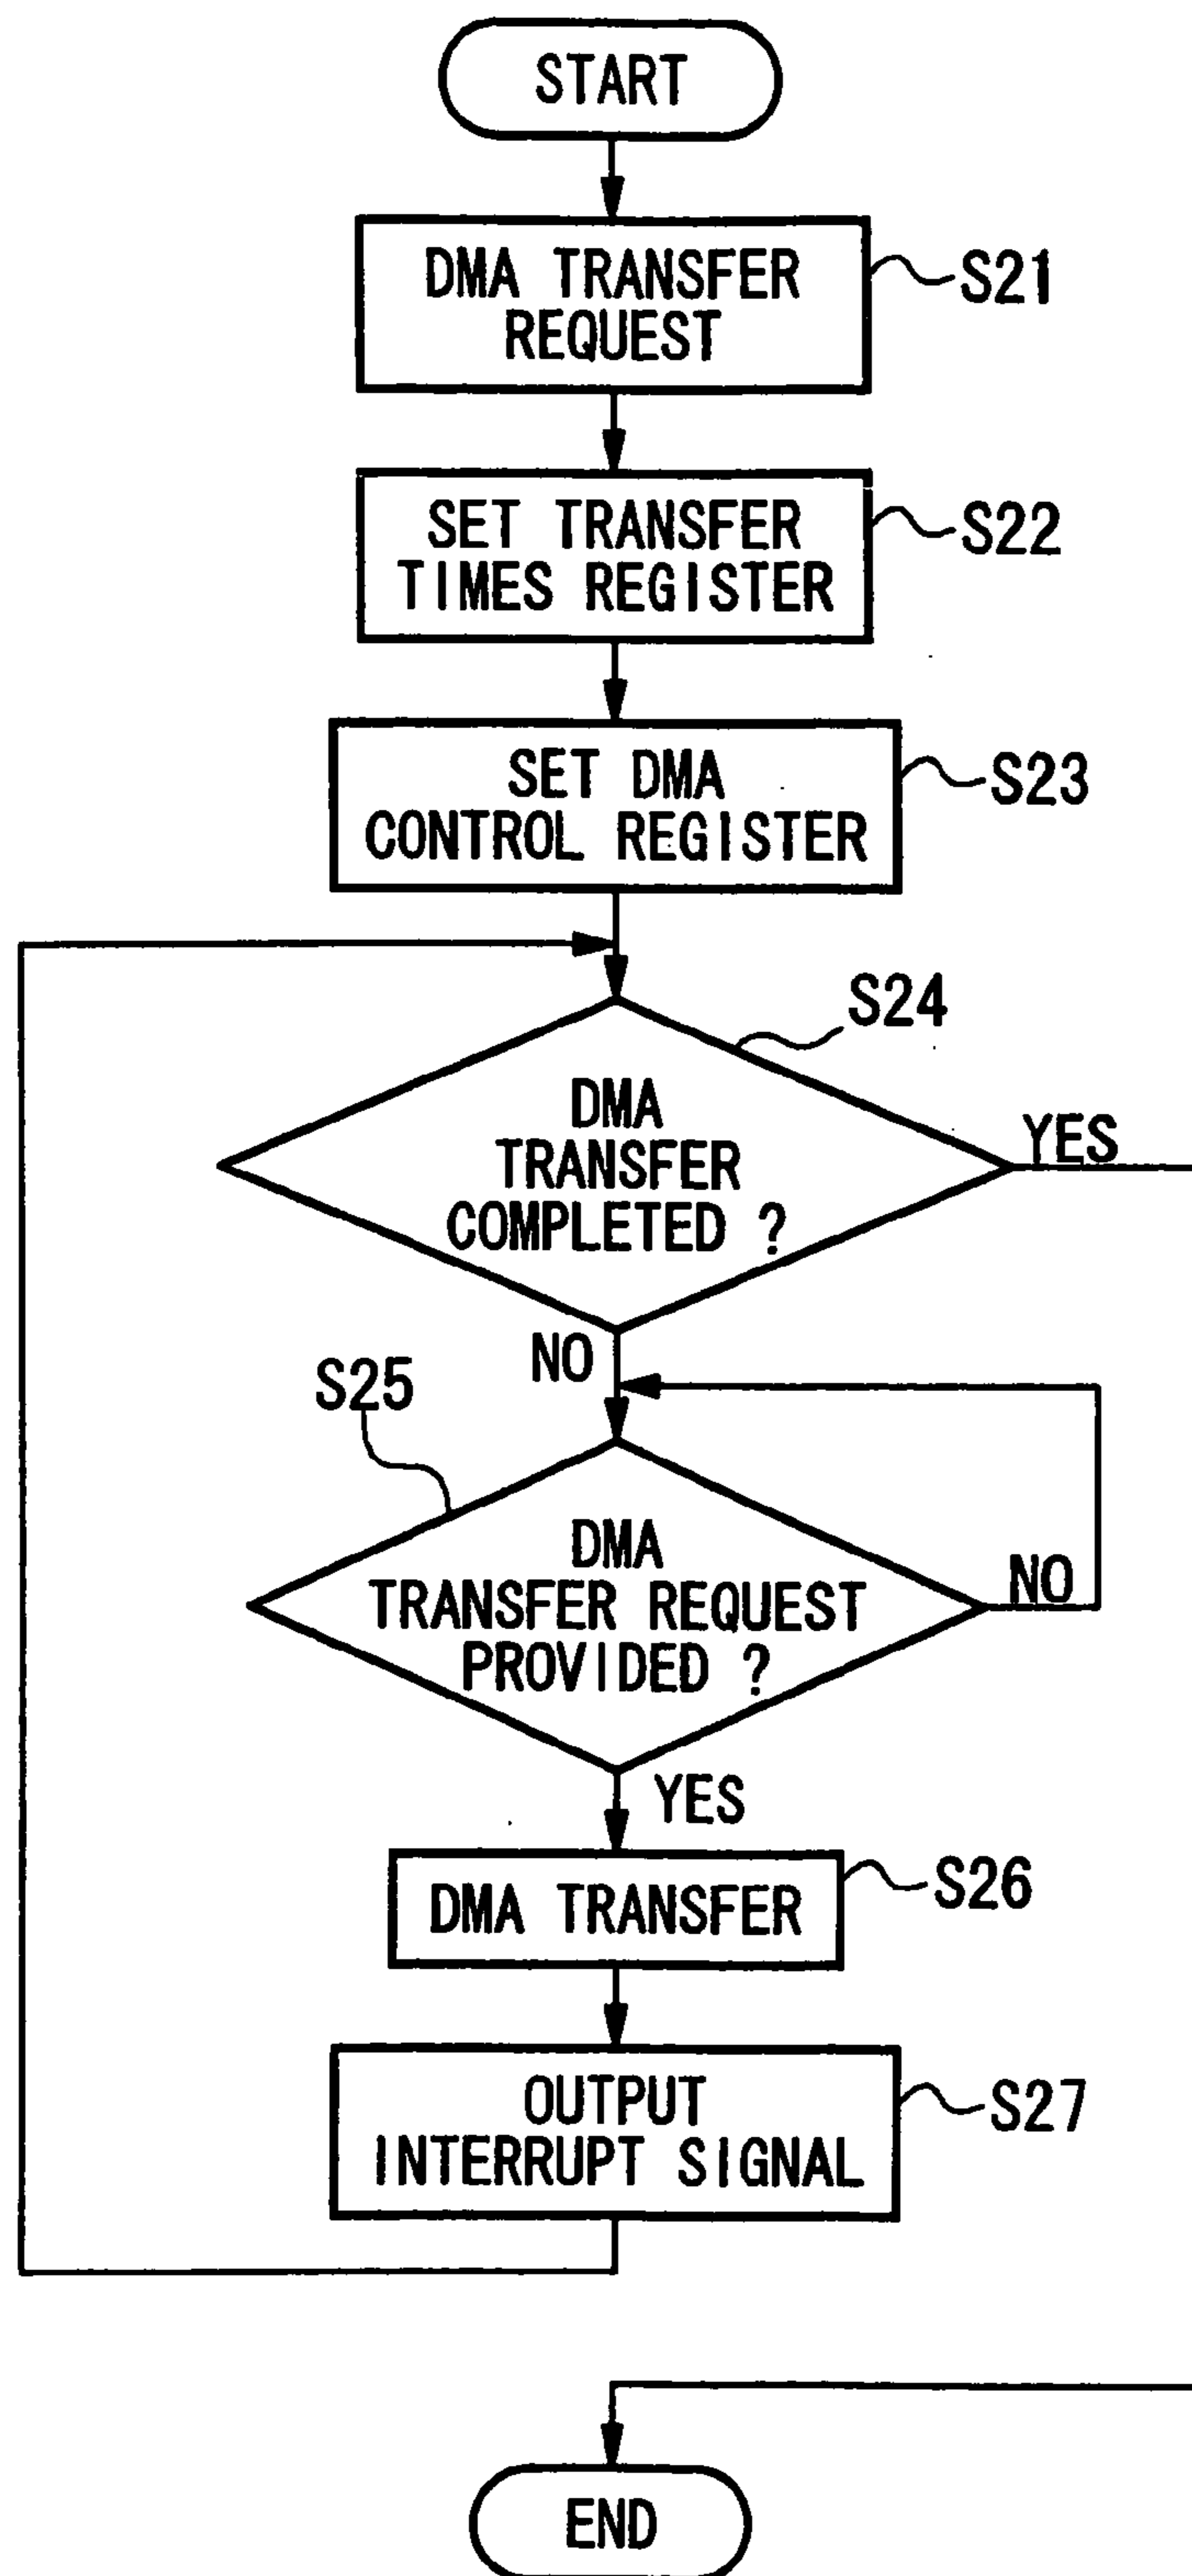 START
DMA TRANSFER
REQUEST
S21
SET TRANSFER
TIMES REGISTER
S22
SET DMA
CONTROL REGISTER
S23
S24
DMA
TRANSFER
COMPLETED ?
YES
NO
S25
DMA
TRANSFER REQUEST
PROVIDED ?
NO
YES
DMA TRANSFER
S26
OUTPUT
INTERRUPT SIGNAL
S27
END